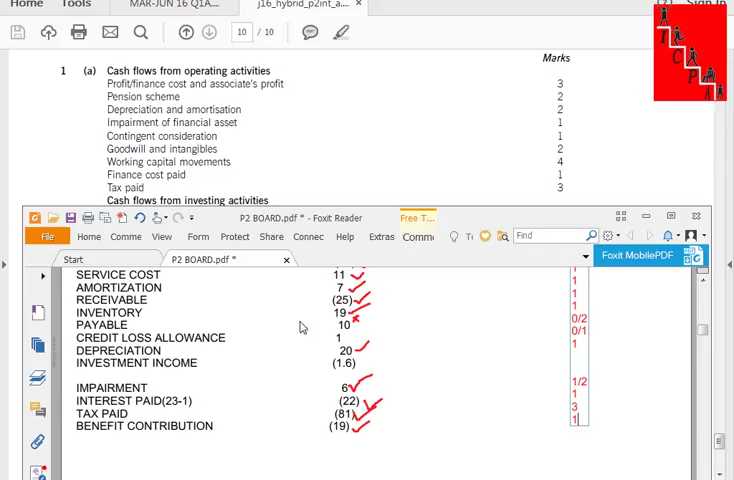 Home Tools MAR-JUN 16 Q1A... j16_hybrid_p2int_a... × Sign In
10 / 10
I C P A
Marks
1 (a) Cash flows from operating activities
Profit/finance cost and associate's profit 3
Pension scheme 2
Depreciation and amortisation 2
Impairment of financial asset 1
Contingent consideration 1
Goodwill and intangibles 2
Working capital movements 4
Finance cost paid 1
Tax paid 3
Cash flows from investing activities
P2 BOARD.pdf * - Foxit Reader Free T...
File Home Comme View Form Protect Share Connect Help Extras Comme Find
Start P2 BOARD.pdf * × Foxit MobilePDF
SERVICE COST 11 1
AMORTIZATION 7 1
RECEIVABLE (25) 1
INVENTORY 19 1
PAYABLE 10 0/2
CREDIT LOSS ALLOWANCE 1 0/1
DEPRECIATION 20 1
INVESTMENT INCOME (1.6)
IMPAIRMENT 6 1/2
INTEREST PAID(23-1) (22) 1
TAX PAID (81) 3
BENEFIT CONTRIBUTION (19) 1